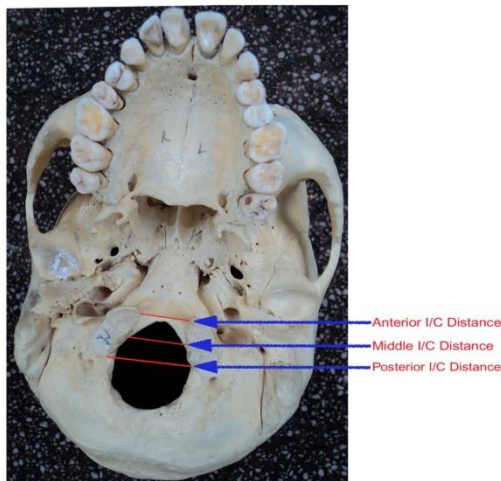 Anterior I/C Distance
Middle I/C Distance
Posterior I/C Distance